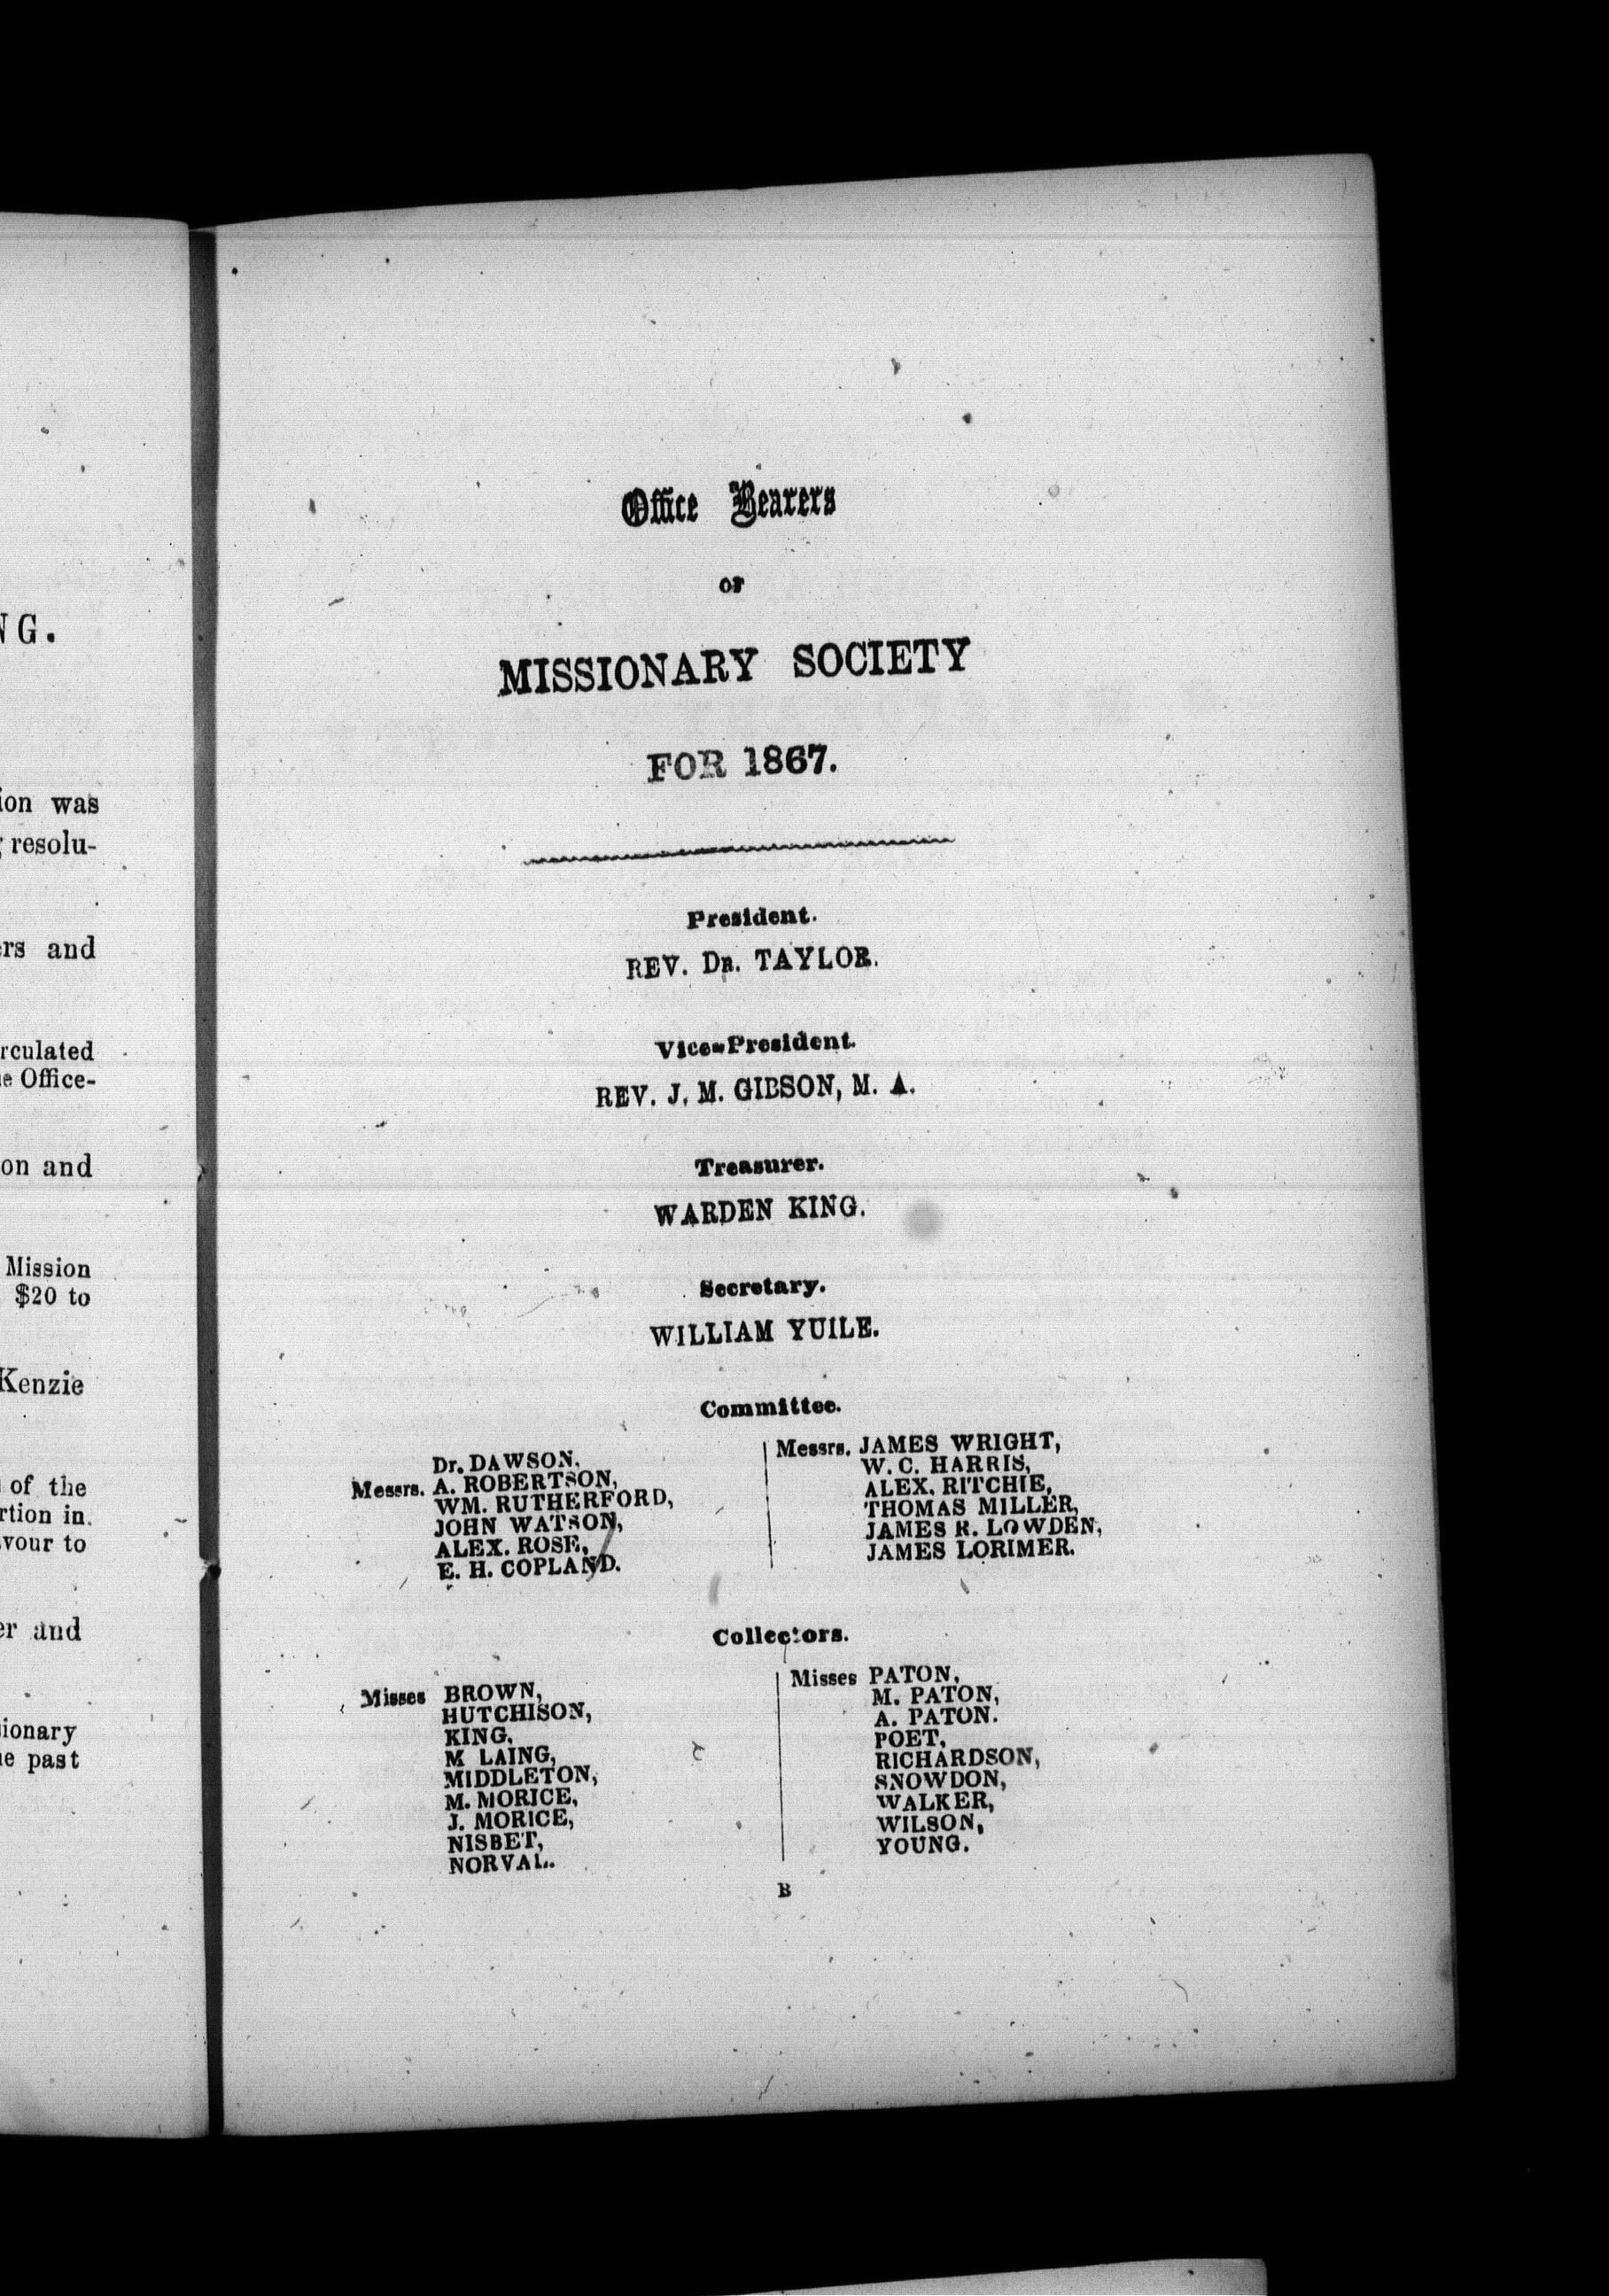 NG.
ion was
resolu-
ers and
rculated
e Office-
on and
Mission
$20 to
Kenzie
of the
rtion in
vour to
er and
ionary
e past
Office Bearers
OF
MISSIONARY SOCIETY
FOR 1867.
President.
REV. DR. TAYLOR.
Vice-President.
REV. J. M. GIBSON, M. A.
Treasurer.
WARDEN KING.
Secretary.
WILLIAM YUILE.
Committee.
Dr. DAWSON,
Messrs. A. ROBERTSON,
WM. RUTHERFORD,
JOHN WATSON,
ALEX. ROSE,
E. H. COPLAND.
Messrs. JAMES WRIGHT,
W. C. HARRIS,
ALEX. RITCHIE,
THOMAS MILLER,
JAMES R. LOWDEN,
JAMES LORIMER.
Collectors.
Misses BROWN,
HUTCHISON,
KING,
M LAING,
MIDDLETON,
M. MORICE,
J. MORICE,
NISBET,
NORVAL.
Misses PATON,
M. PATON,
A. PATON.
POET,
RICHARDSON,
SNOWDON,
WALKER,
WILSON,
YOUNG.
B